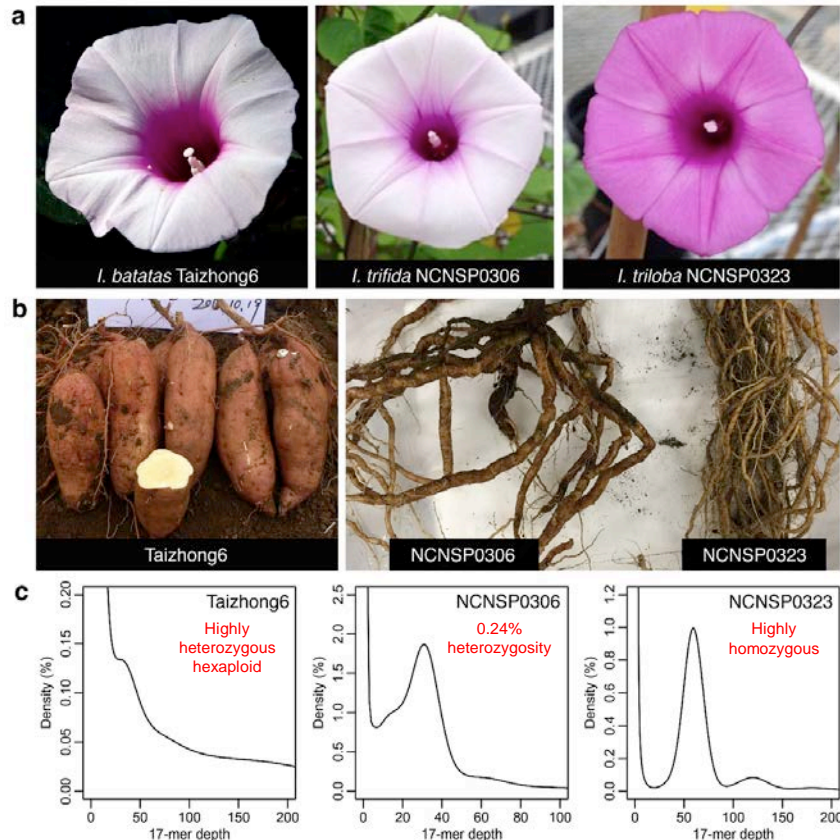 a
I. batatas Taizhong6
I. trifida NCNSP0306
I. triloba NCNSP0323
b
Taizhong6
NCNSP0306
NCNSP0323
c
Taizhong6
Highly
heterozygous
hexaploid
Density (%)
0.00
0.05
0.10
0.15
0.20
0
50
100
150
200
17-mer depth
NCNSP0306
0.24%
heterozygosity
Density (%)
0.0
0.5
1.0
1.5
2.0
2.5
0
20
40
60
80
100
17-mer depth
NCNSP0323
Highly
homozygous
Density (%)
0.0
0.2
0.4
0.6
0.8
1.0
1.2
0
50
100
150
200
17-mer depth